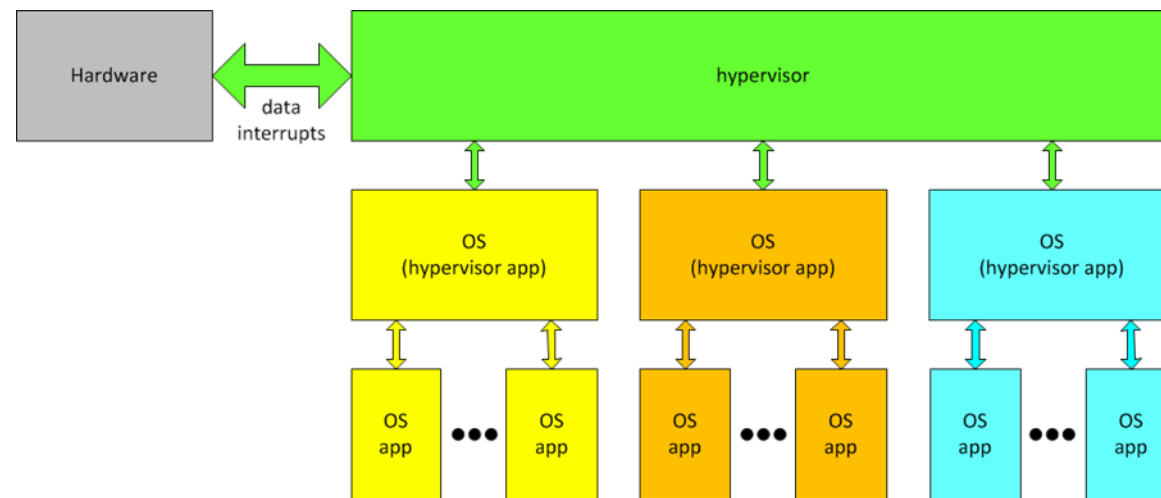 Hardware
data
interrupts
hypervisor
OS
(hypervisor app)
OS
(hypervisor app)
OS
(hypervisor app)
OS
app
OS
app
OS
app
OS
app
OS
app
OS
app